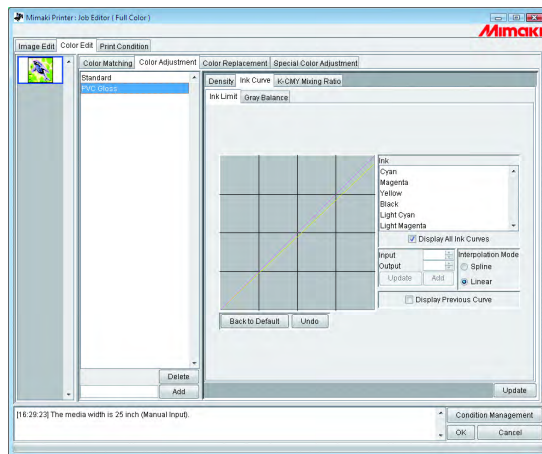 Mimaki Printer : Job Editor ( Full Color )
Mimaki
Image Edit Color Edit Print Condition
Color Matching Color Adjustment Color Replacement Special Color Adjustment
Standard
PVC Gloss
Density Ink Curve K-CMY Mixing Ratio
Ink Limit Gray Balance
Ink
Cyan
Magenta
Yellow
Black
Light Cyan
Light Magenta
Display All Ink Curves
Input
Output
Update Add
Interpolation Mode
Spline
Linear
Display Previous Curve
Back to Default Undo
Delete
Add
Update
[16:29:23] The media width is 25 inch (Manual Input).
Condition Management
OK Cancel